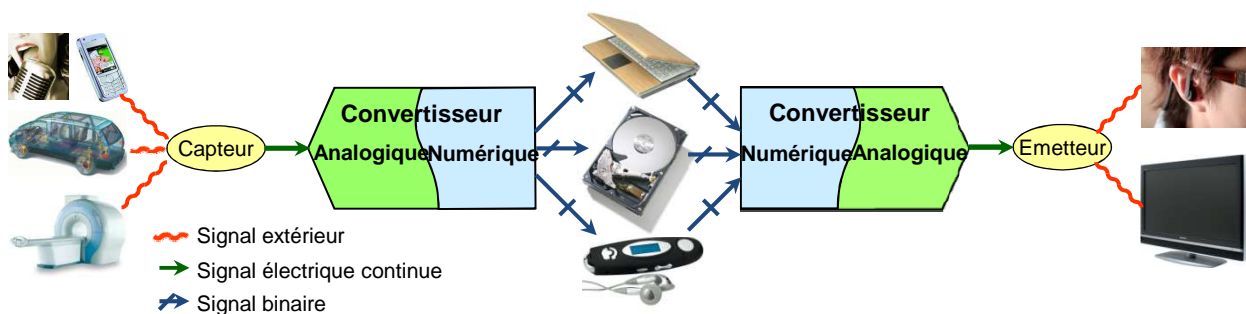 Capteur
Convertisseur
Analogique Numérique
Convertisseur
Numérique Analogique
Emetteur
Signal extérieur
Signal électrique continue
Signal binaire